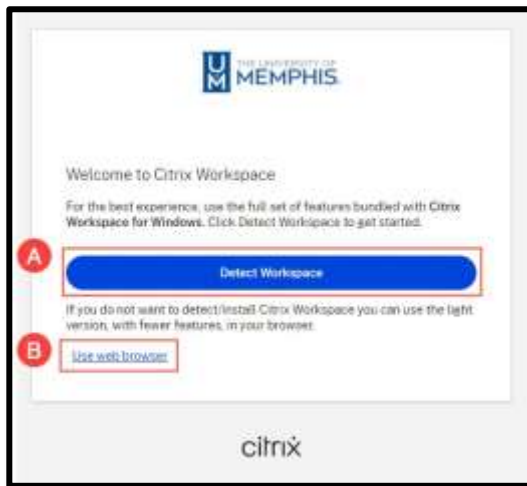 THE UNIVERSITY OF
UM MEMPHIS.
Welcome to Citrix Workspace
For the best experience, use the full set of features bundled with Citrix
Workspace for Windows. Click Detect Workspace to get started.
A
Detect Workspace
If you do not want to detect/install Citrix Workspace you can use the light
version, with fewer features, in your browser.
B
Use web browser
citrix